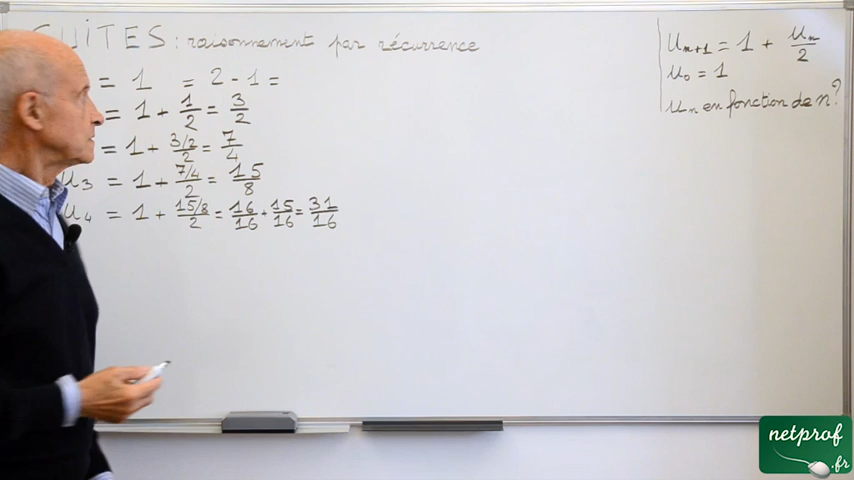 SUITES : raisonnement par récurrence
= 1 = 2 - 1 =
= 1 + 1/2 = 3/2
= 1 + 3/2/2 = 7/4
u₃ = 1 + 7/4/2 = 15/8
u₄ = 1 + 15/8/2 = 16/16 + 15/16 = 31/16
uₙ₊₁ = 1 + uₙ/2
u₀ = 1
uₙ en fonction de n ?
netprof
.fr